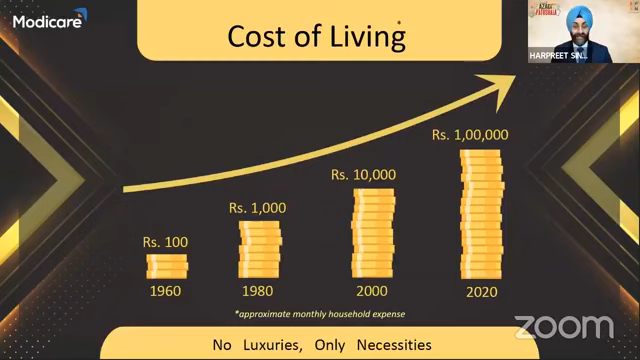 Modicare
Cost of Living
AZADI
HARPREET SIN...
Rs. 1,00,000
Rs. 10,000
Rs. 1,000
Rs. 100
1960
1980
2000
2020
*approximate monthly household expense
zoom
No Luxuries, Only Necessities